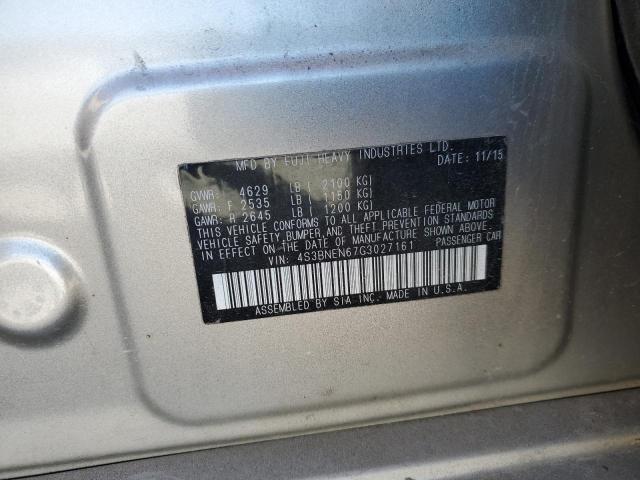 MFD BY FUJI HEAVY INDUSTRIES LTD.
DATE: 11/15
GVWR: 4629 LB ( 2100 KG)
GAWR: F 2535 LB ( 1150 KG)
GAWR: R 2645 LB ( 1200 KG)
THIS VEHICLE CONFORMS TO ALL APPLICABLE FEDERAL MOTOR
VEHICLE SAFETY,BUMPER,AND THEFT PREVENTION STANDARDS
IN EFFECT ON THE DATE OF MANUFACTURE SHOWN ABOVE.
VIN: 4S3BNEN67G3027161 PASSENGER CAR
ASSEMBLED BY SIA INC. MADE IN U.S.A.